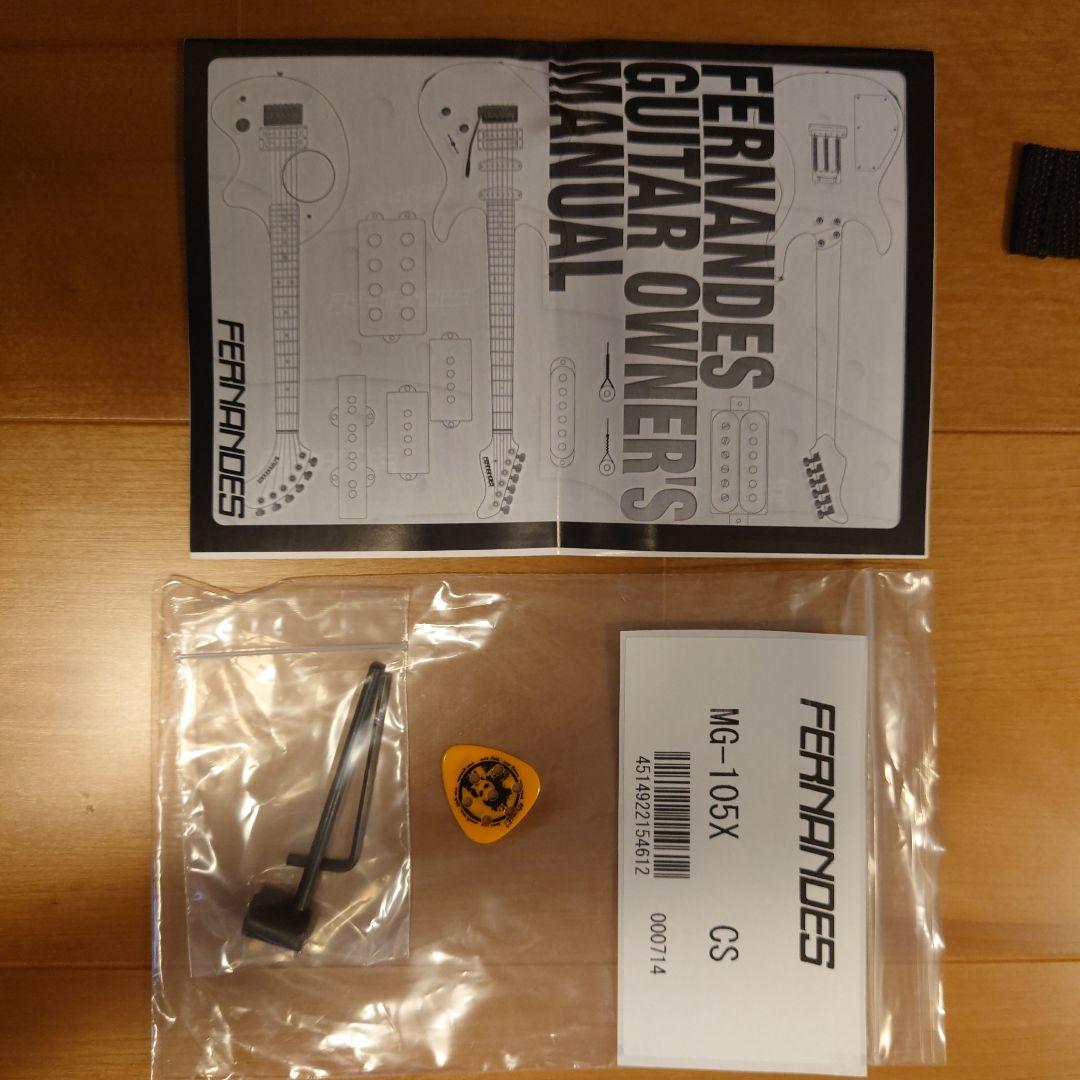 FERNANDES
GUITAR OWNER'S
MANUAL
FERNANDES
FERNANDES
MG-105X CS
4514922154612
000714